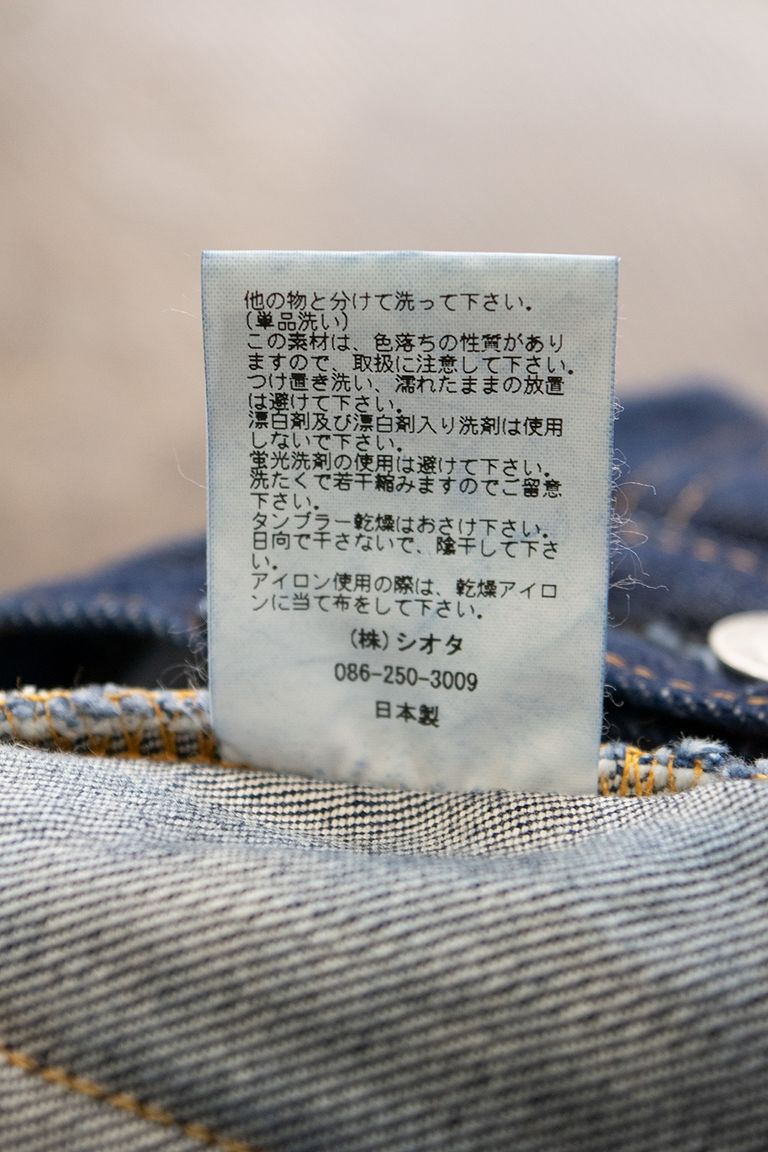 他の物と分けて洗って下さい。
(単品洗い)
この素材は、色落ちの性質があり
ますので、取扱に注意して下さい。
つけ置き洗い、濡れたままの放置
は避けて下さい。
漂白剤及び漂白剤入り洗剤は使用
しないで下さい。
蛍光洗剤の使用は避けて下さい。
洗たくで若干縮みますのでご留意
下さい。
タンブラー乾燥はおさけ下さい。
日向で干さないで、陰干して下さ
い。
アイロン使用の際は、乾燥アイロ
ンに当て布をして下さい。
(株)シオタ
086-250-3009
日本製